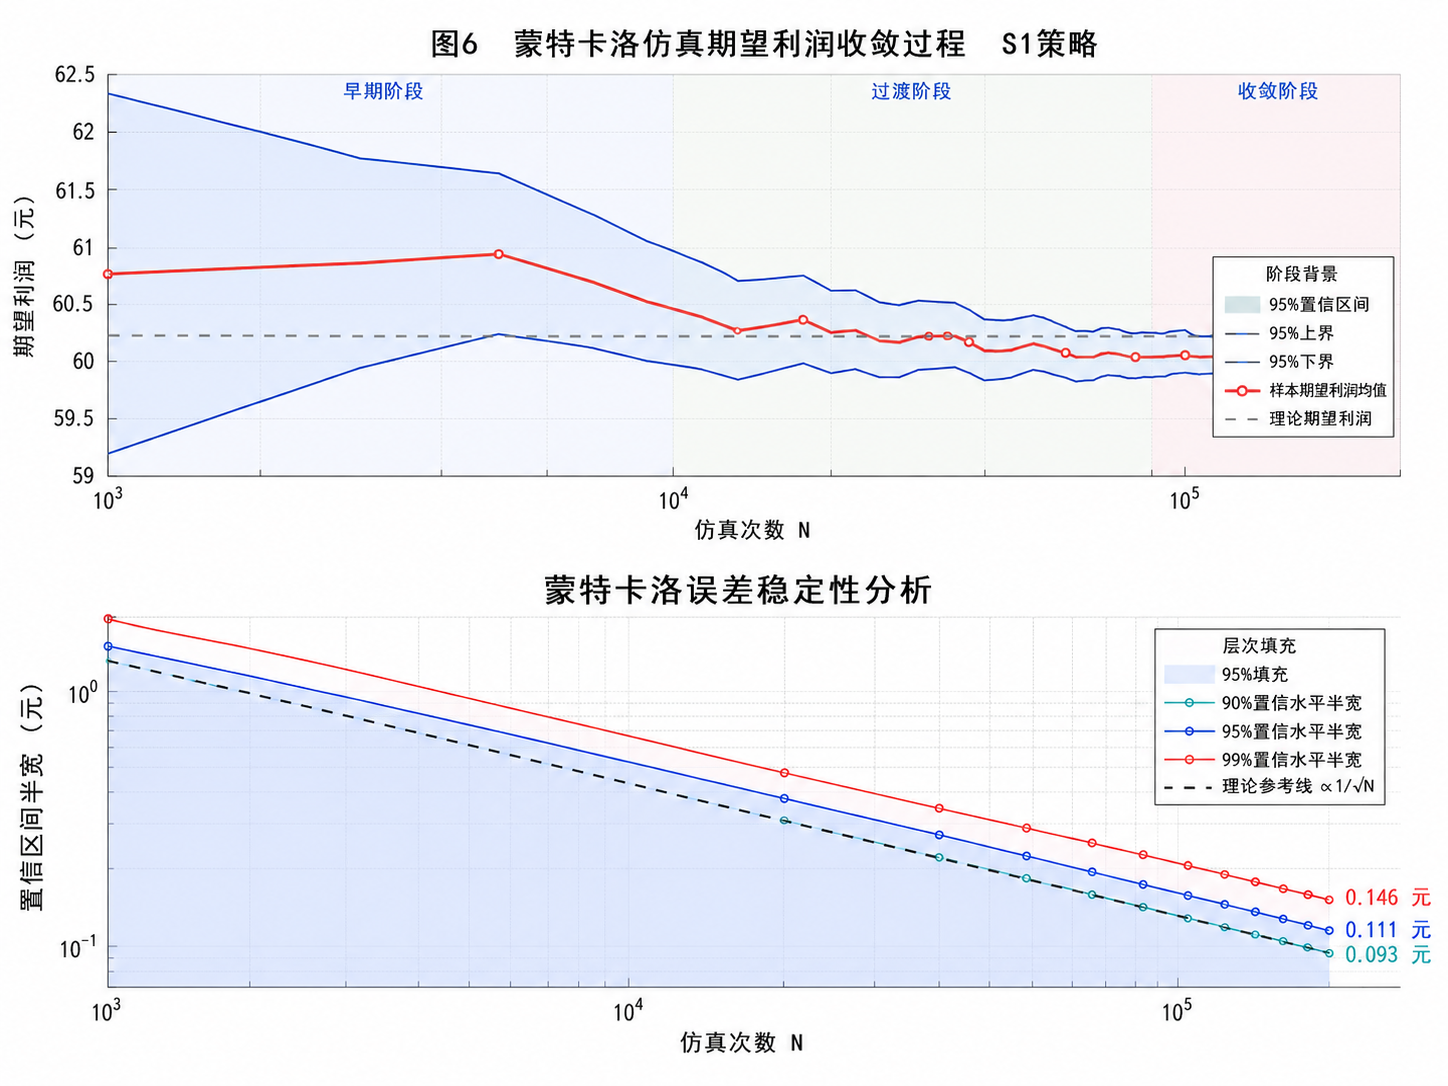 图6 蒙特卡洛仿真期望利润收敛过程 S1策略
早期阶段 过渡阶段 收敛阶段
期望利润（元）
62.5
62
61.5
61
60.5
60
59.5
59
阶段背景
95%置信区间
95%上界
95%下界
样本期望利润均值
理论期望利润
10³ 10⁴ 10⁵
仿真次数 N
蒙特卡洛误差稳定性分析
置信区间半宽（元）
10⁰
10⁻¹
层次填充
95%填充
90%置信水平半宽
95%置信水平半宽
99%置信水平半宽
理论参考线 ∝1/√N
0.146 元
0.111 元
0.093 元
10³ 10⁴ 10⁵
仿真次数 N